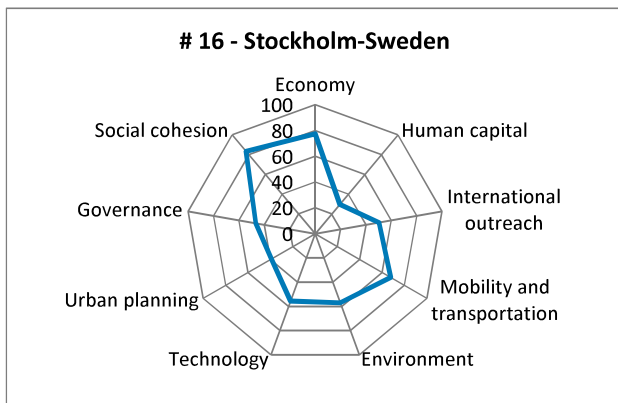 # 16 - Stockholm-Sweden
Economy
100
80
60
40
20
0
Human capital
International
outreach
Mobility and
transportation
Environment
Technology
Urban planning
Governance
Social cohesion